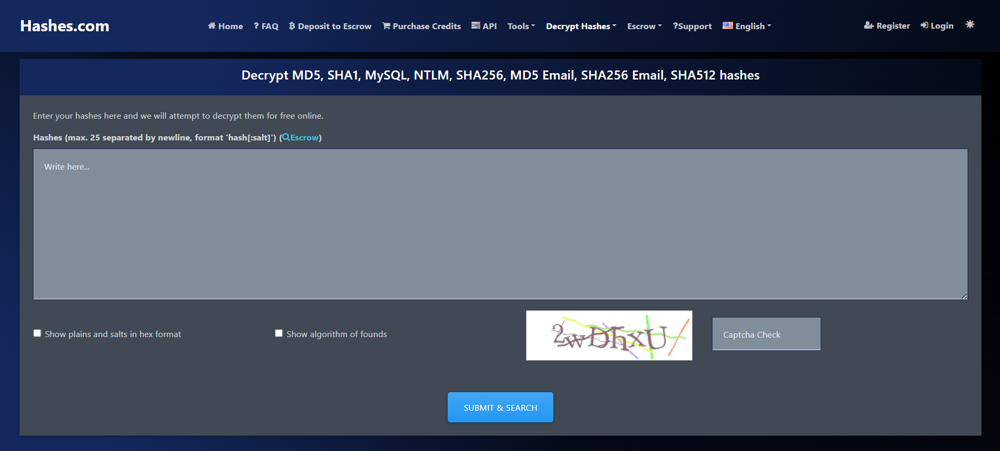 Hashes.com
Home ? FAQ Deposit to Escrow Purchase Credits API Tools Decrypt Hashes Escrow ?Support English Register Login
Decrypt MD5, SHA1, MySQL, NTLM, SHA256, MD5 Email, SHA256 Email, SHA512 hashes
Enter your hashes here and we will attempt to decrypt them for free online.
Hashes (max. 25 separated by newline, format 'hash[:salt]') (Escrow)
Write here...
Show plains and salts in hex format
Show algorithm of founds
2wDhxU
Captcha Check
SUBMIT & SEARCH